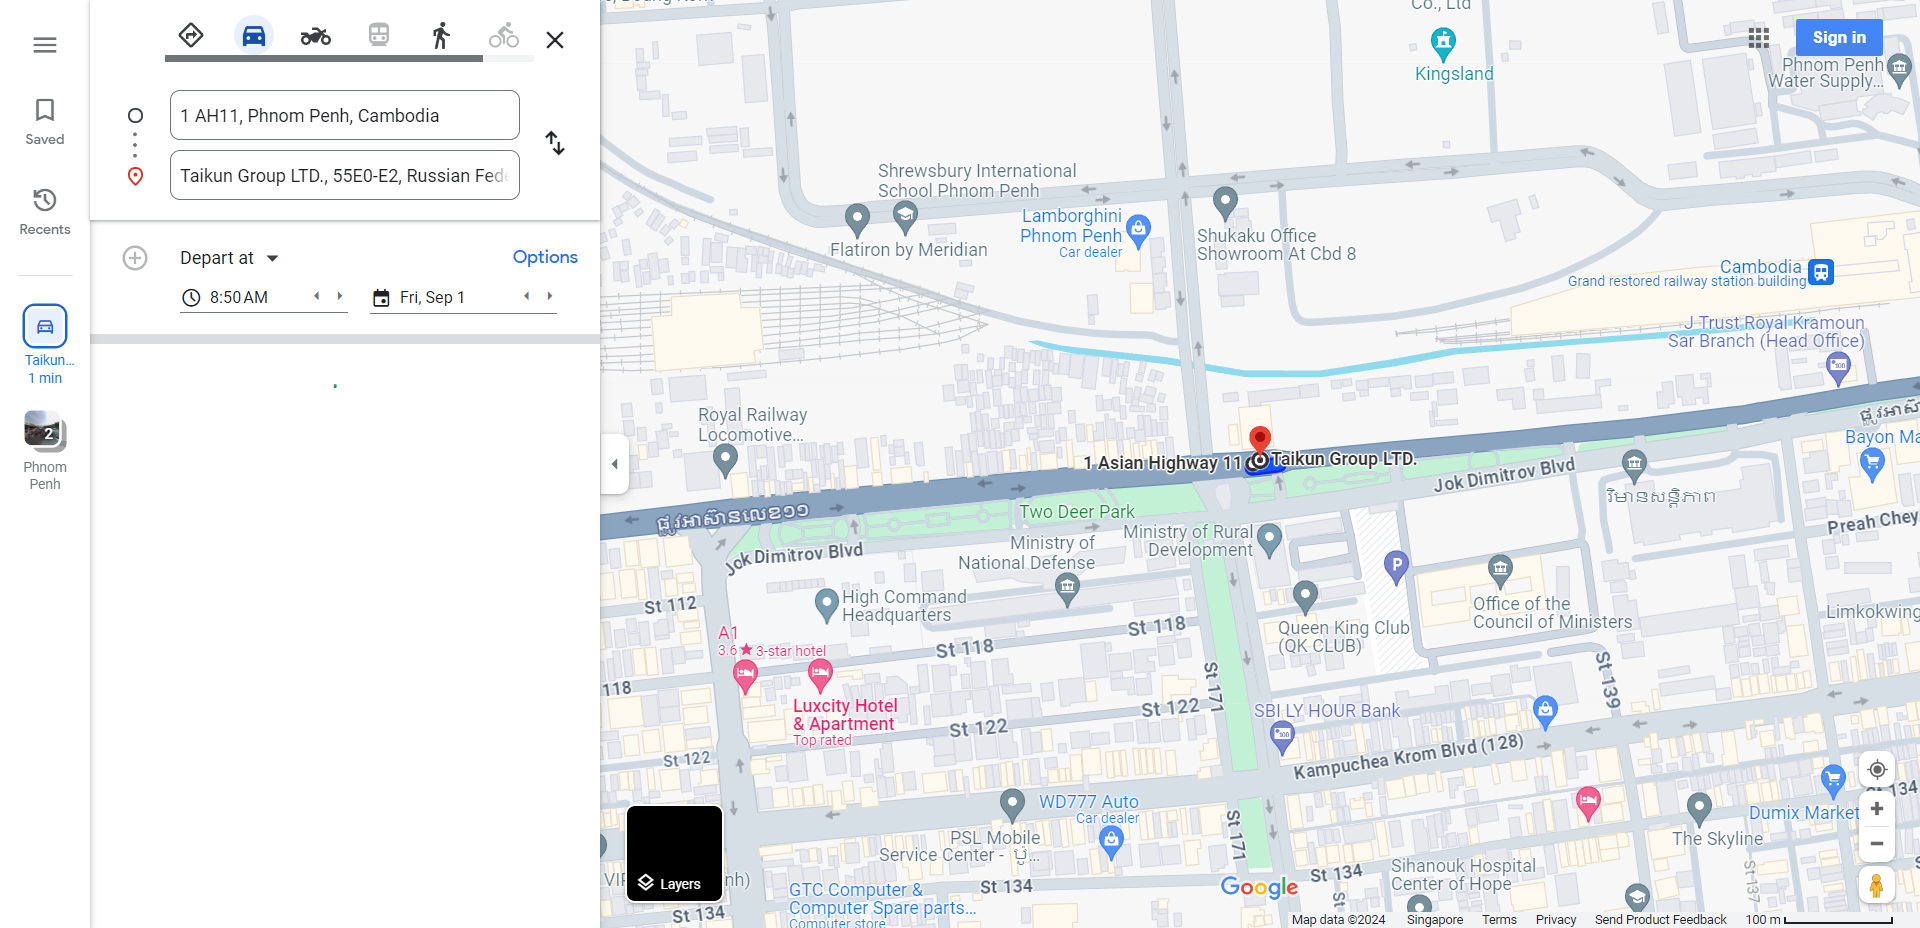 Saved
Recents
Taikun...
1 min
2
Phnom
Penh
1 AH11, Phnom Penh, Cambodia
Taikun Group LTD., 55E0-E2, Russian Fede
Depart at
Options
8:50 AM
Fri, Sep 1
Sign in
Co., Ltd
Kingsland
Phnom Penh
Water Supply...
Shrewsbury International
School Phnom Penh
Flatiron by Meridian
Lamborghini
Phnom Penh
Car dealer
Shukaku Office
Showroom At Cbd 8
Cambodia
Grand restored railway station building
J Trust Royal Kramoun
Sar Branch (Head Office)
Royal Railway
Locomotive...
1 Asian Highway 11
Taikun Group LTD.
Bayon Ma
ផ្លូវអាស៊ានលេខ១១
Two Deer Park
Jok Dimitrov Blvd
Jok Dimitrov Blvd
វិមានសន្តិភាព
Preah Chey
Ministry of
National Defense
Ministry of Rural
Development
High Command
Headquarters
P
Office of the
Council of Ministers
Limkokwing
Queen King Club
(QK CLUB)
St 112
St 118
St 118
118
A1
3.6★ 3-star hotel
Luxcity Hotel
& Apartment
Top rated
St 122
St 122
St 122
St 171
St 139
SBI LY HOUR Bank
Kampuchea Krom Blvd (128)
WD777 Auto
Car dealer
PSL Mobile
Service Center - ប៉ូ...
St 171
Dumix Market
St 134
The Skyline
St 137
Sihanouk Hospital
Center of Hope
St 134
St 134
St 134
GTC Computer &
Computer Spare parts...
Computer store
Layers
Google
Map data ©2024
Singapore
Terms
Privacy
Send Product Feedback
100 m